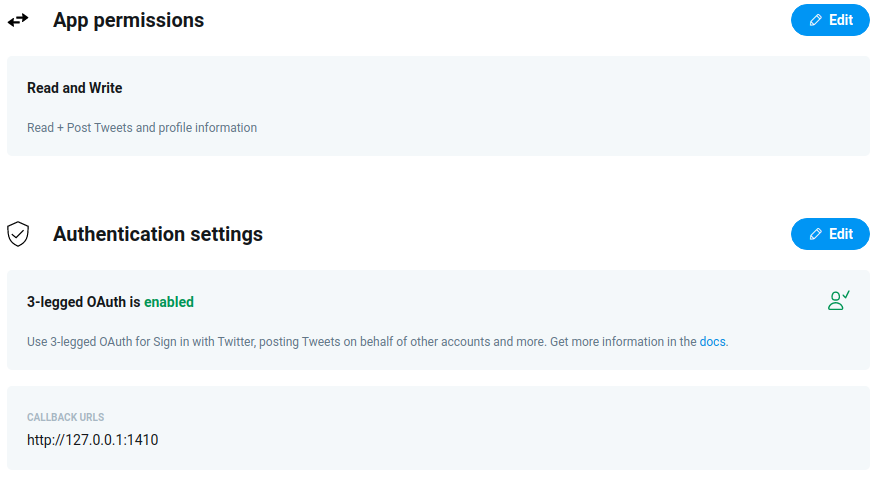 App permissions
Edit
Read and Write
Read + Post Tweets and profile information
Authentication settings
Edit
3-legged OAuth is enabled
Use 3-legged OAuth for Sign in with Twitter, posting Tweets on behalf of other accounts and more. Get more information in the docs.
CALLBACK URLS
http://127.0.0.1:1410